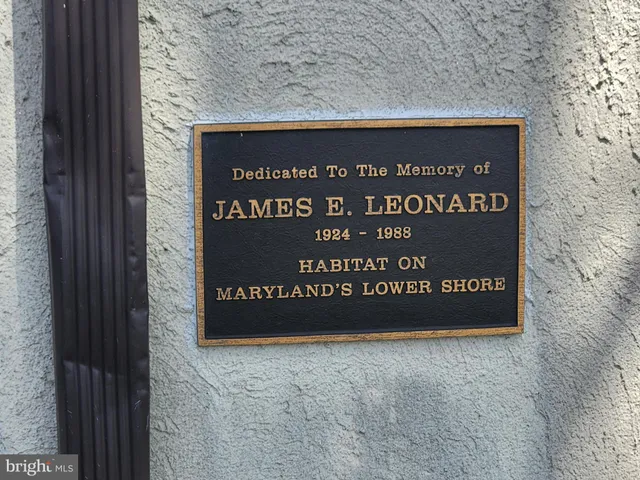 Dedicated To The Memory of
JAMES E. LEONARD
1924 - 1988
HABITAT ON
MARYLAND'S LOWER SHORE
bright MLS